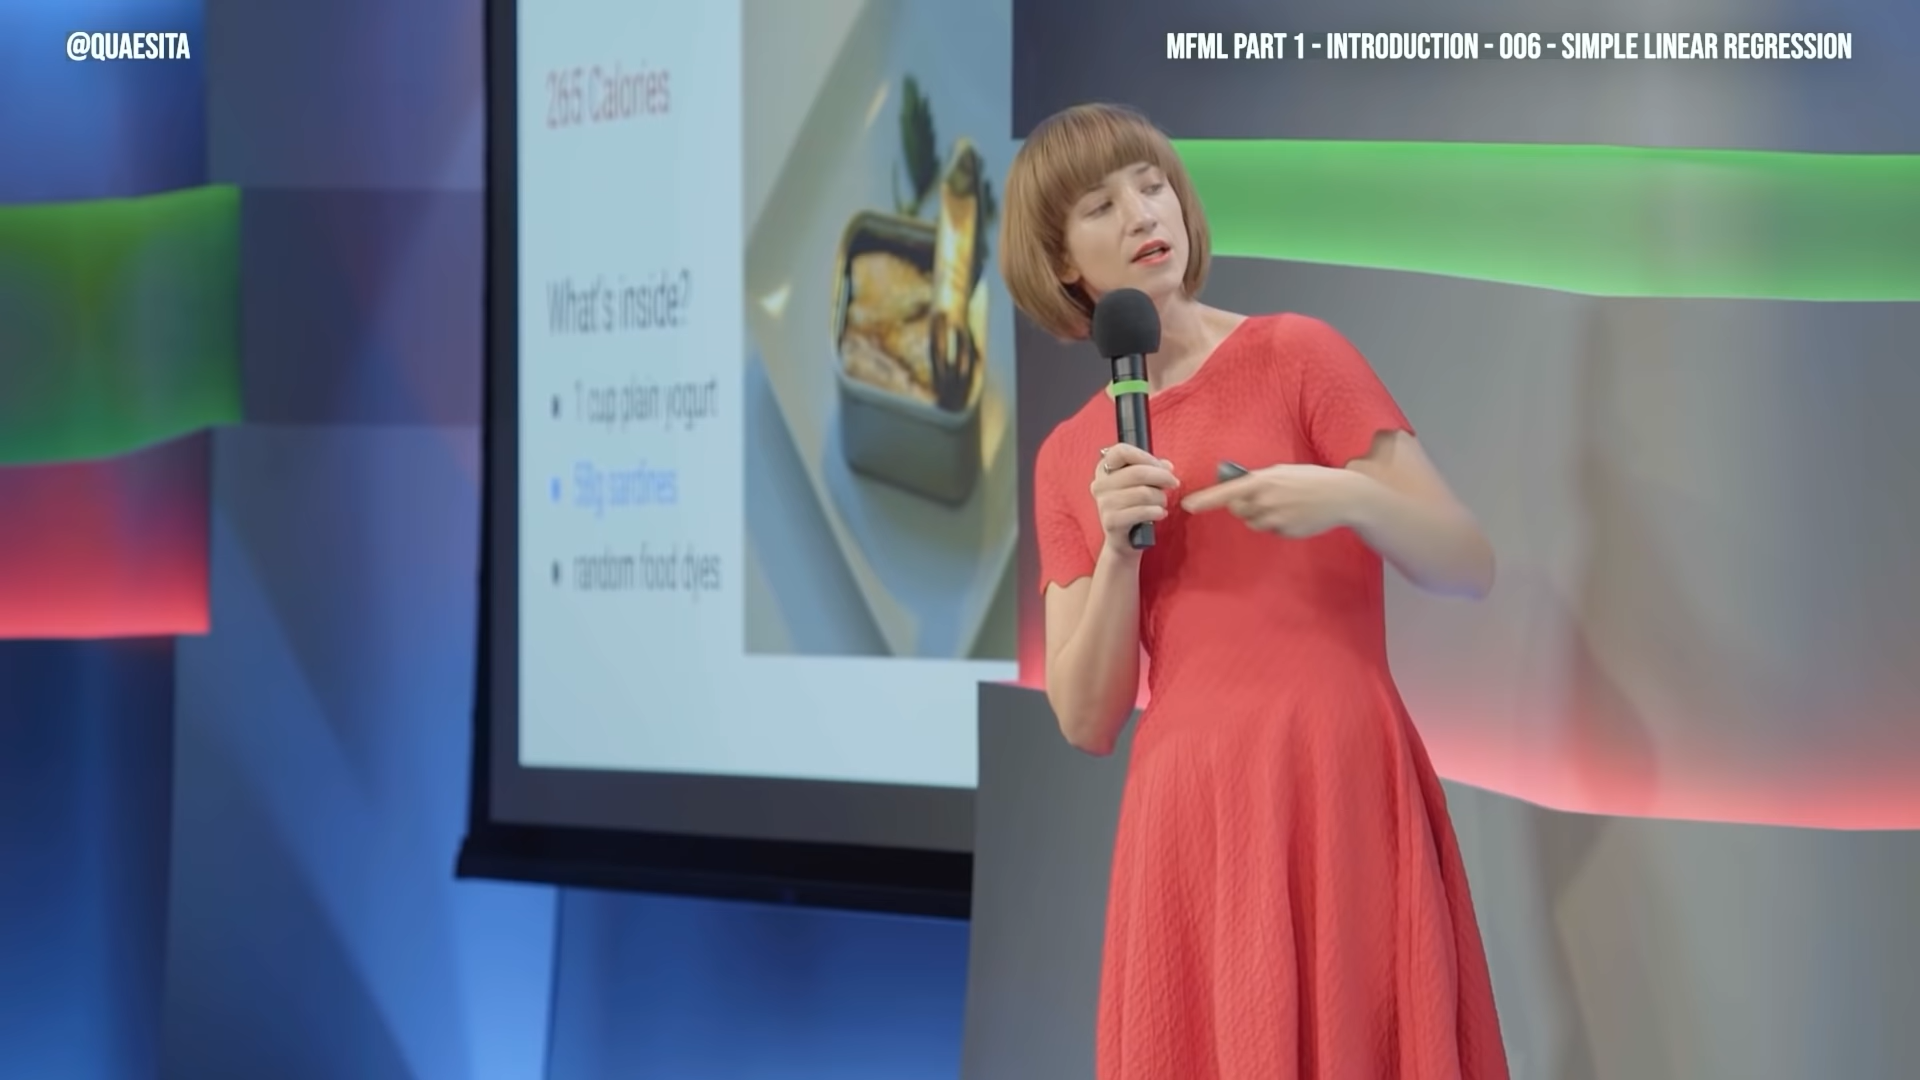 @QUAESITA
MFML PART 1 - INTRODUCTION - 006 - SIMPLE LINEAR REGRESSION
265 Calories
What's inside?
• 1 cup plain yogurt
• 58g sardines
• random food dyes